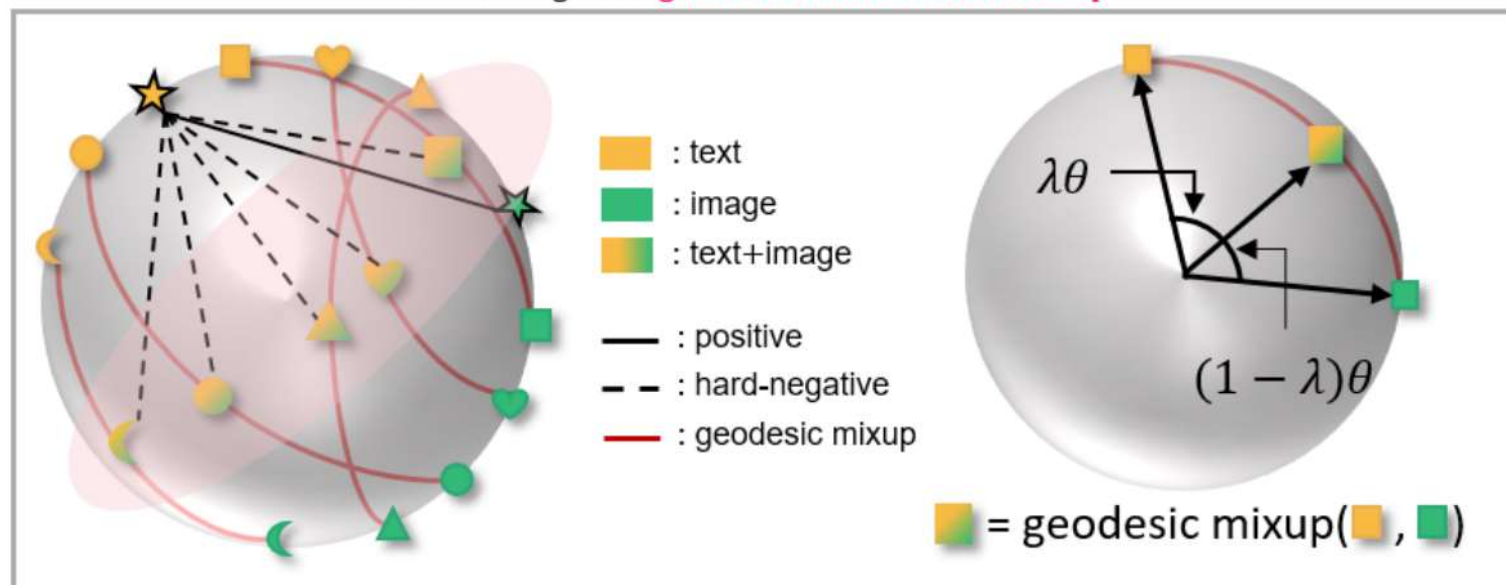 : text
: image
: text+image
: positive
: hard-negative
: geodesic mixup
λθ
(1 − λ)θ
= geodesic mixup( , )